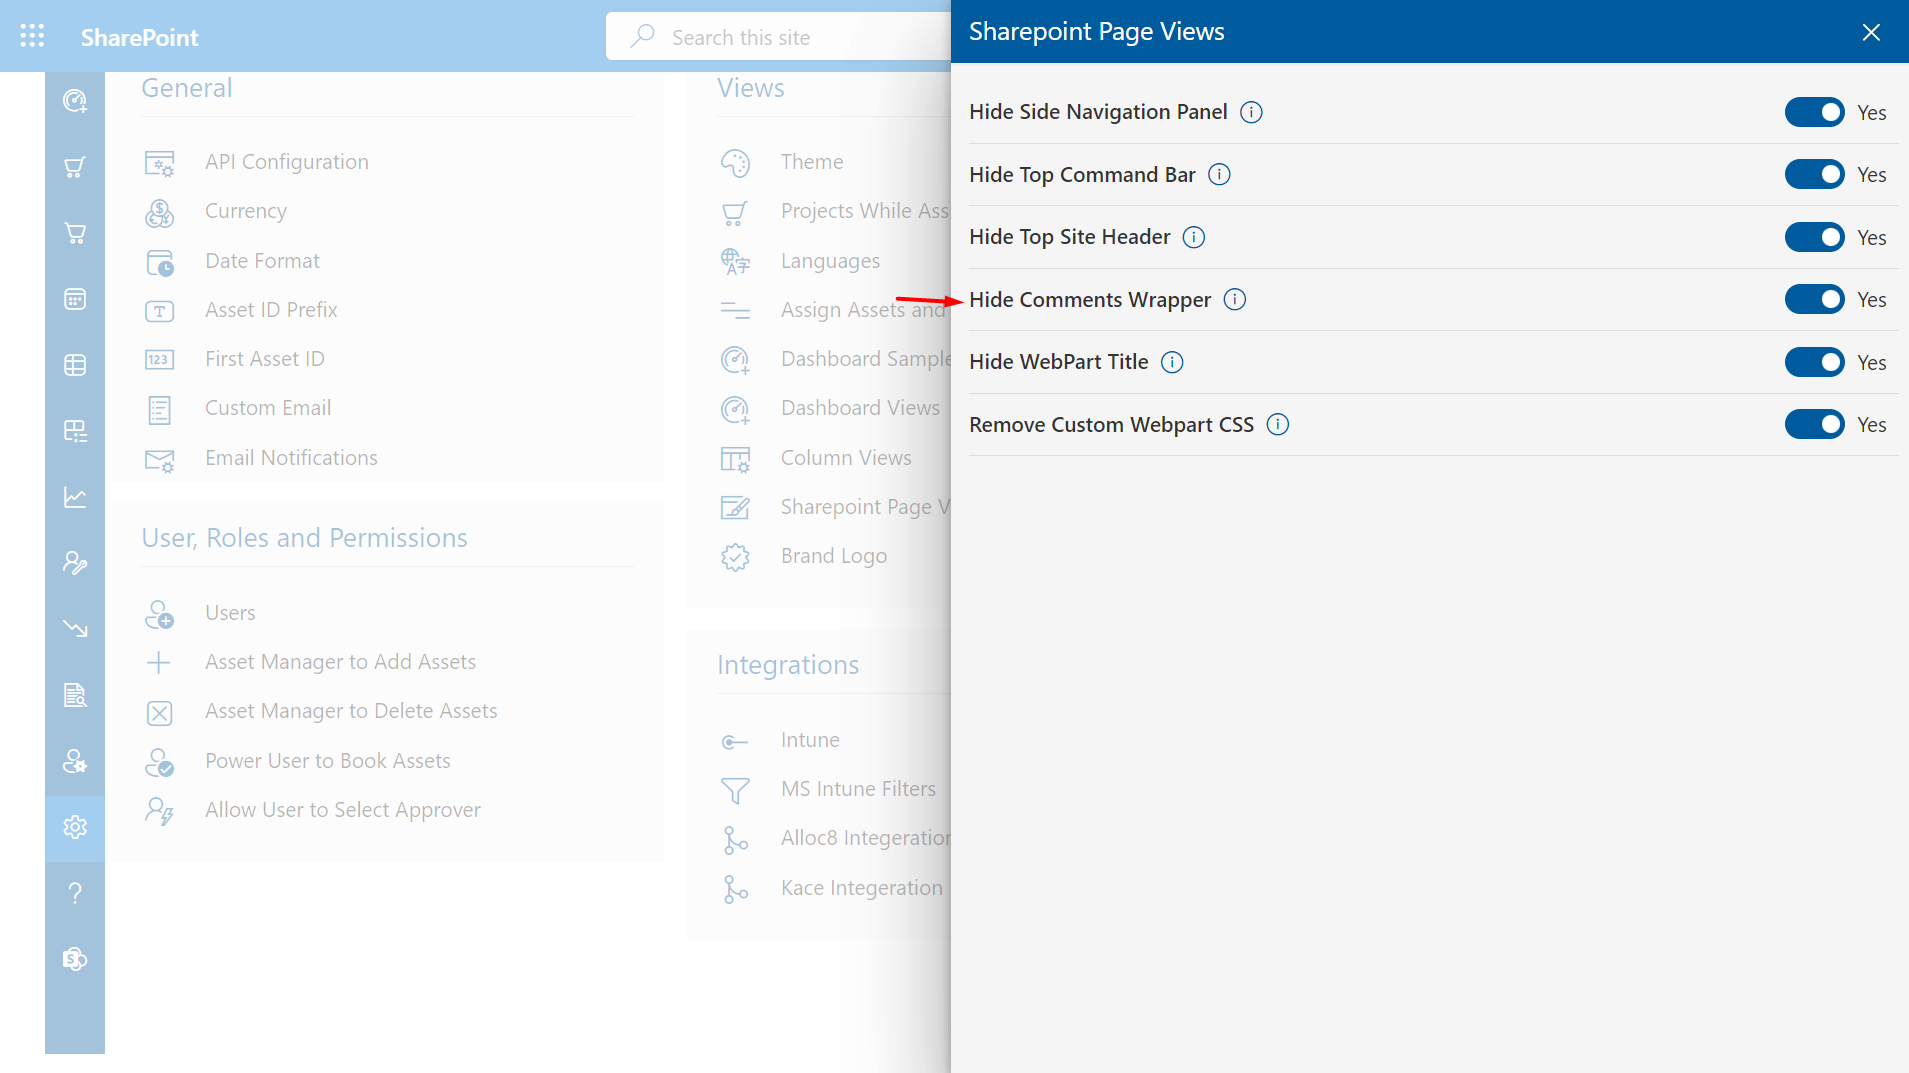 SharePoint
Search this site
General
API Configuration
Currency
Date Format
Asset ID Prefix
First Asset ID
Custom Email
Email Notifications
User, Roles and Permissions
Users
Asset Manager to Add Assets
Asset Manager to Delete Assets
Power User to Book Assets
Allow User to Select Approver
Views
Theme
Projects While Ass
Languages
Assign Assets and
Dashboard Sample
Dashboard Views
Column Views
Sharepoint Page V
Brand Logo
Integrations
Intune
MS Intune Filters
Alloc8 Integeration
Kace Integeration
Sharepoint Page Views
Hide Side Navigation Panel Yes
Hide Top Command Bar Yes
Hide Top Site Header Yes
Hide Comments Wrapper Yes
Hide WebPart Title Yes
Remove Custom Webpart CSS Yes